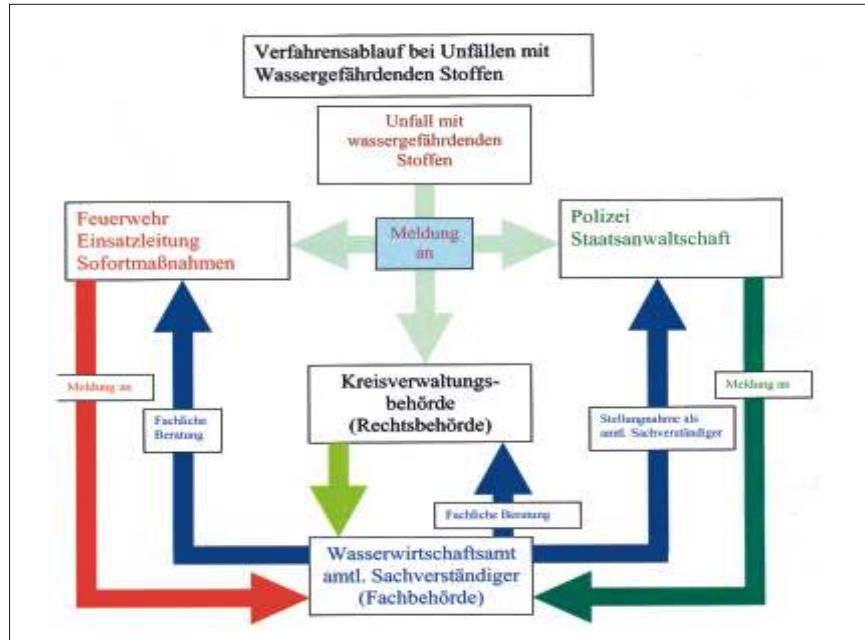 Verfahrensablauf bei Unfällen mit
Wassergefährdenden Stoffen
Unfall mit
wassergefährdenden
Stoffen
Feuerwehr
Einsatzleitung
Sofortmaßnahmen
Meldung
an
Polizei
Staatsanwaltschaft
Kreisverwaltungs-
behörde
(Rechtsbehörde)
Meldung an
Fachliche
Beratung
Stellungnahme als
amtl. Sachverständiger
Meldung an
Fachliche Beratung
Wasserwirtschaftsamt
amtl. Sachverständiger
(Fachbehörde)